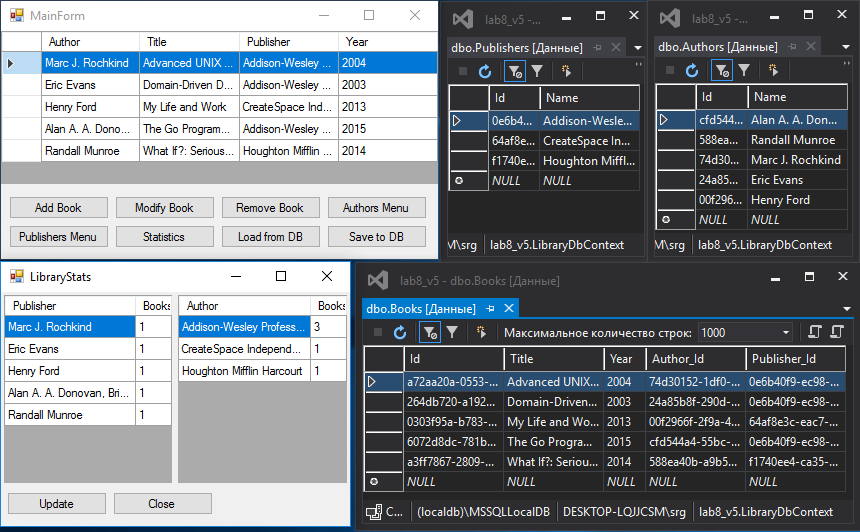 MainForm
Author Title Publisher Year
Marc J. Rochkind Advanced UNIX ... Addison-Wesley ... 2004
Eric Evans Domain-Driven D... Addison-Wesley ... 2003
Henry Ford My Life and Work CreateSpace Ind... 2013
Alan A. A. Dono... The Go Program... Addison-Wesley ... 2015
Randall Munroe What If?: Serious... Houghton Mifflin ... 2014
Add Book Modify Book Remove Book Authors Menu
Publishers Menu Statistics Load from DB Save to DB
lab8_v5 -...
dbo.Publishers [Данные]
Id Name
0e6b4... Addison-Wesle...
64af8e... CreateSpace In...
f1740e... Houghton Miffl...
NULL NULL
M\srg lab8_v5.LibraryDbContext
lab8_v5 -...
dbo.Authors [Данные]
Id Name
cfd544... Alan A. A. Don...
588ea... Randall Munroe
74d30... Marc J. Rochkind
24a85... Eric Evans
00f296... Henry Ford
NULL NULL
M\srg lab8_v5.LibraryDbContext
LibraryStats
Publisher Books
Marc J. Rochkind 1
Eric Evans 1
Henry Ford 1
Alan A. A. Donovan, Bri... 1
Randall Munroe 1
Author Books
Addison-Wesley Profess... 3
CreateSpace Independ... 1
Houghton Mifflin Harcourt 1
Update Close
lab8_v5 - dbo.Books [Данные]
dbo.Books [Данные]
Максимальное количество строк: 1000
Id Title Year Author_Id Publisher_Id
a72aa20a-0553-... Advanced UNIX... 2004 74d30152-1df0-... 0e6b40f9-ec98-...
264db720-a192... Domain-Driven... 2003 24a85b8f-290d-... 0e6b40f9-ec98-...
0303f95a-b783-... My Life and Wo... 2013 00f2966f-2f9a-4... 64af8e3c-eac7-...
6072d8dc-781b... The Go Progra... 2015 cfd544a4-55bc-... 0e6b40f9-ec98-...
a3ff7867-2809-... What If?: Seriou... 2014 588ea40b-a9b5... f1740ee4-ca35-...
NULL NULL NULL NULL NULL
С... (localdb)\MSSQLLocalDB DESKTOP-LQJJCSM\srg lab8_v5.LibraryDbContext